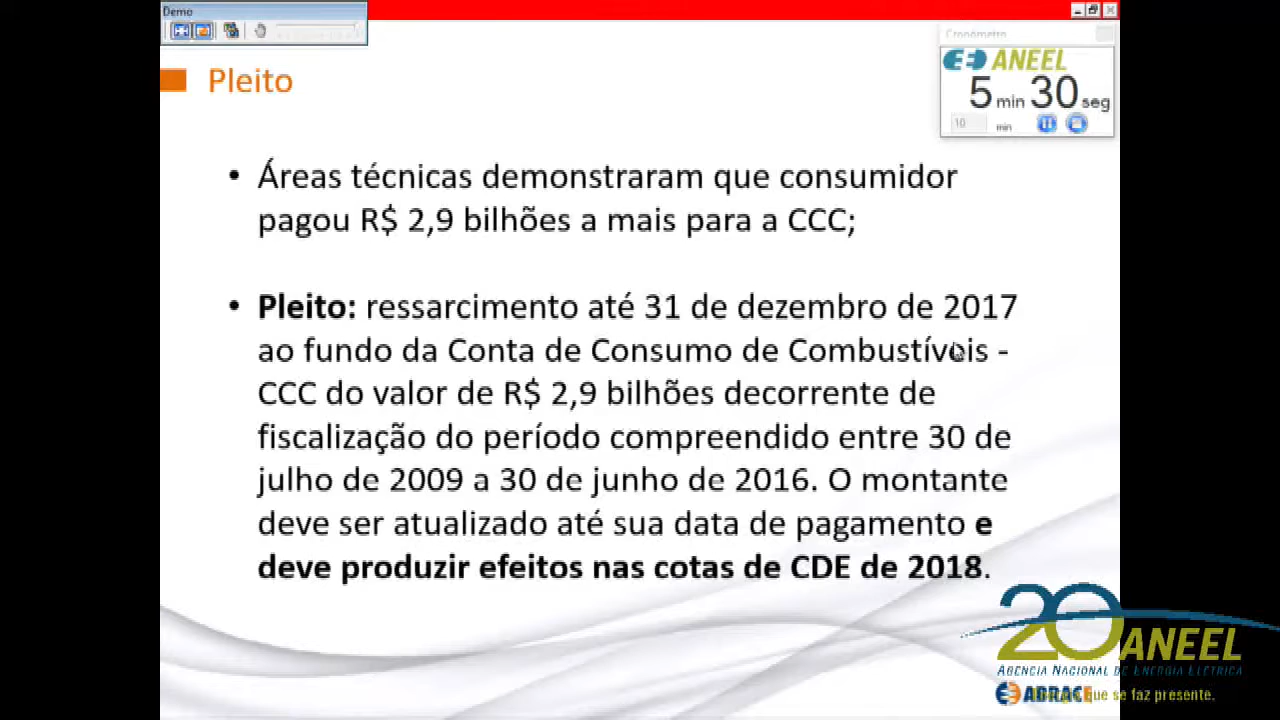 Demo
Cronômetro
ANEEL
5 min 30 seg
10 min
Pleito
• Áreas técnicas demonstraram que consumidor
pagou R$ 2,9 bilhões a mais para a CCC;
• Pleito: ressarcimento até 31 de dezembro de 2017
ao fundo da Conta de Consumo de Combustíveis -
CCC do valor de R$ 2,9 bilhões decorrente de
fiscalização do período compreendido entre 30 de
julho de 2009 a 30 de junho de 2016. O montante
deve ser atualizado até sua data de pagamento e
deve produzir efeitos nas cotas de CDE de 2018.
20 ANEEL
AGÊNCIA NACIONAL DE ENERGIA ELÉTRICA
ABRACE
que se faz presente.